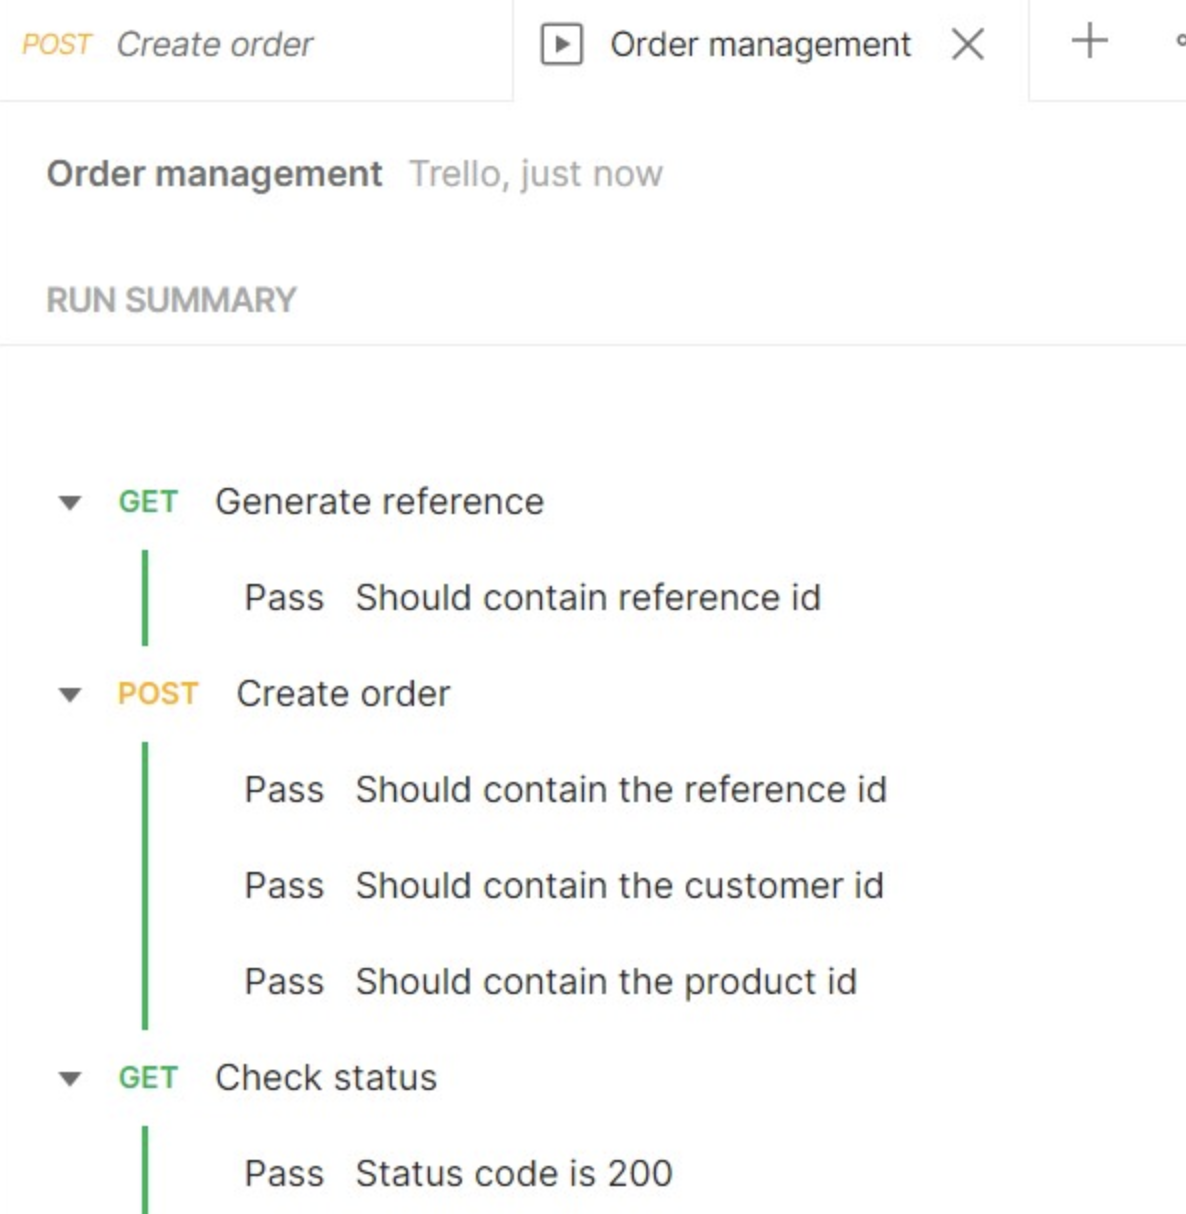 POST Create order Order management
Order management Trello, just now
RUN SUMMARY
GET Generate reference
Pass Should contain reference id
POST Create order
Pass Should contain the reference id
Pass Should contain the customer id
Pass Should contain the product id
GET Check status
Pass Status code is 200